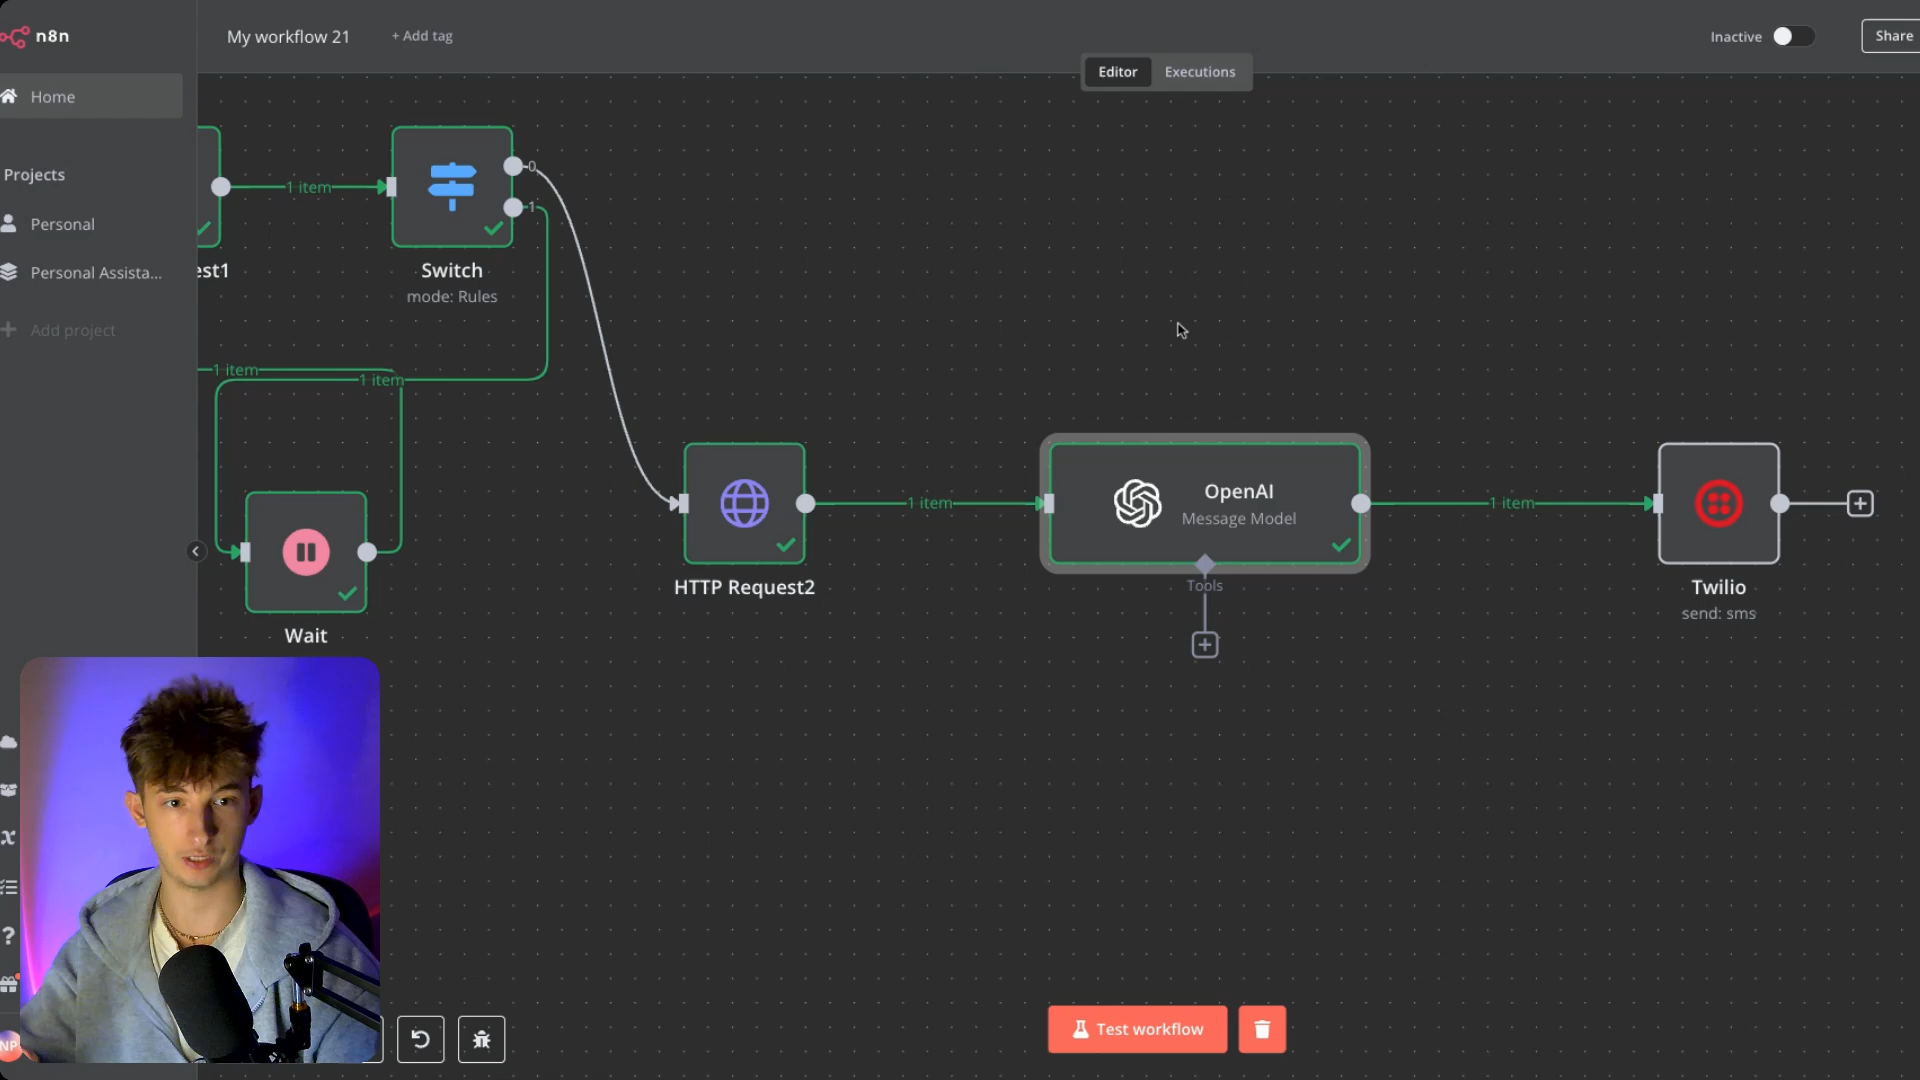 n8n
My workflow 21
+ Add tag
Inactive
Share
Editor
Executions
Home
Projects
Personal
Personal Assista...
Add project
1 item
0
1
est1
Switch
mode: Rules
1 item
1 item
Wait
HTTP Request2
1 item
OpenAI
Message Model
Tools
1 item
Twilio
send: sms
NP
Test workflow